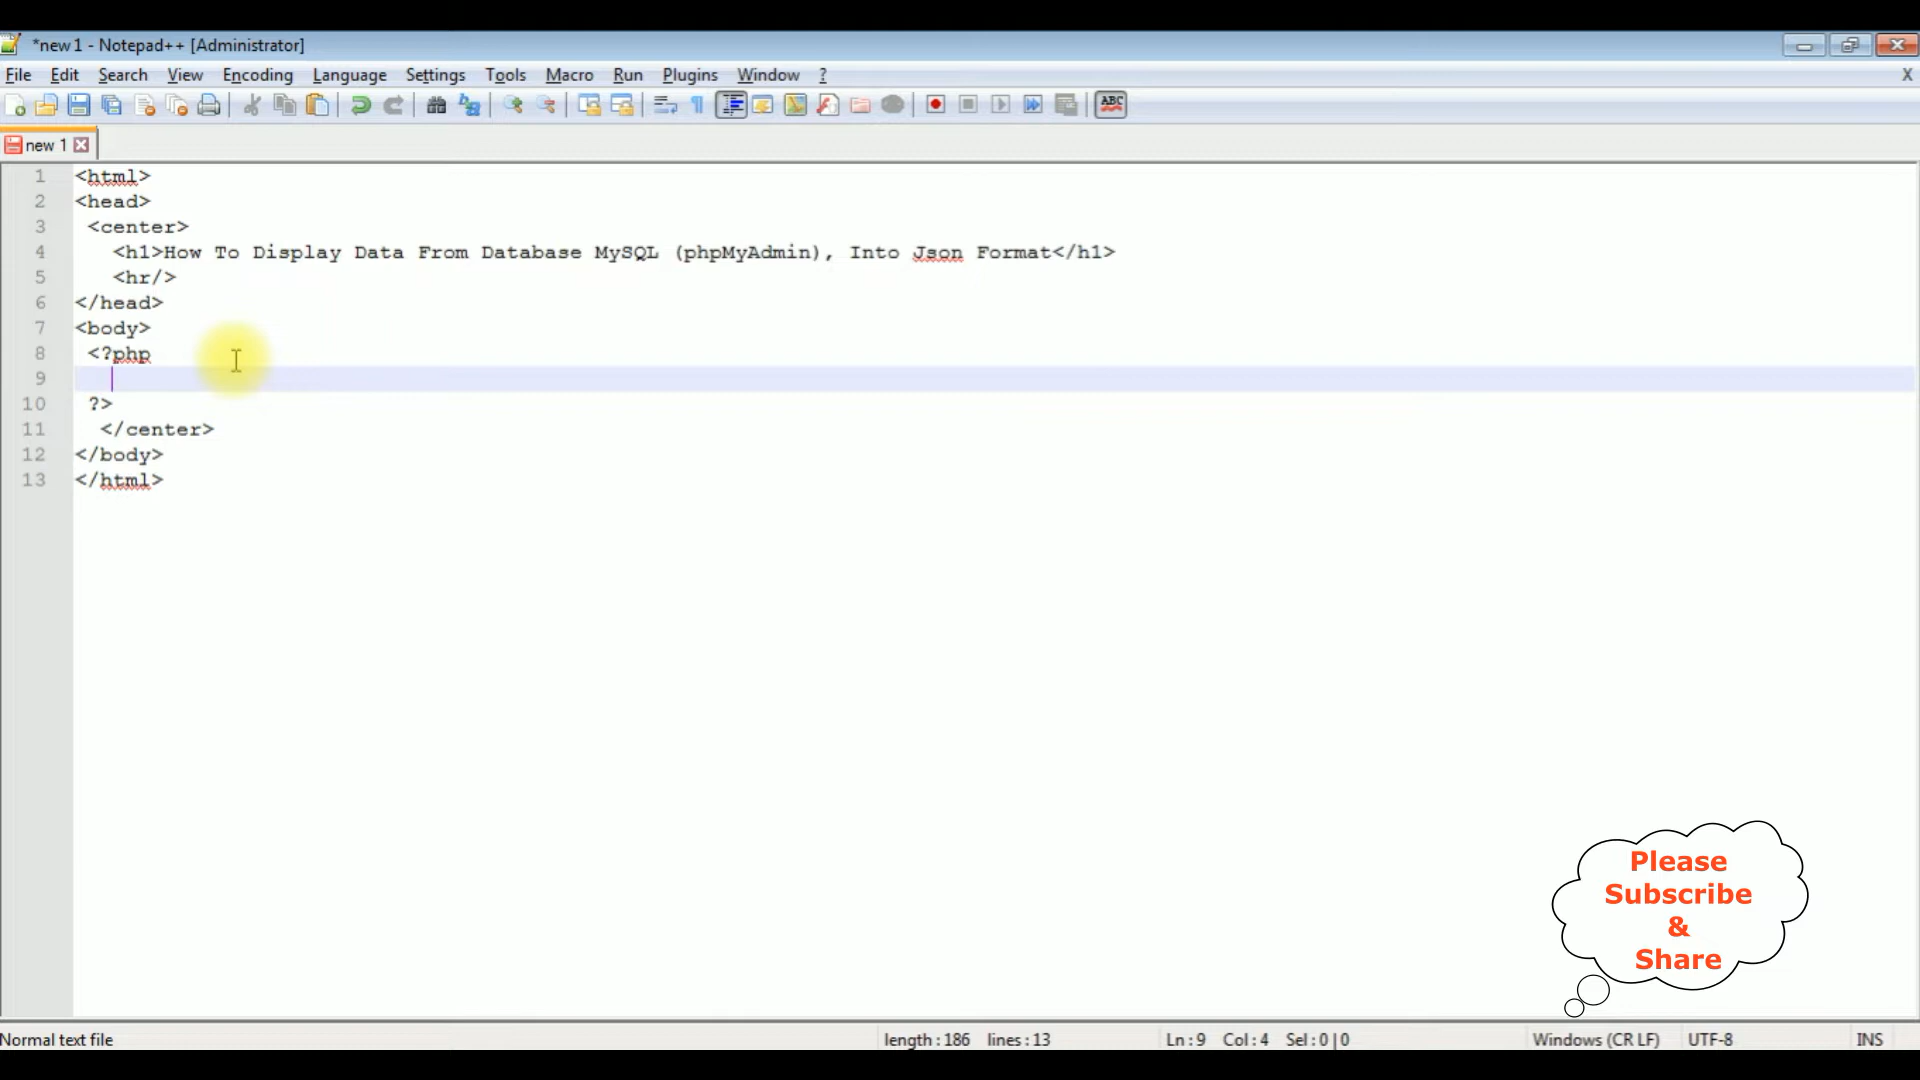 *new 1 - Notepad++ [Administrator]
File Edit Search View Encoding Language Settings Tools Macro Run Plugins Window ? X
ABC
new 1
1 <html>
2 <head>
3 <center>
4 <h1>How To Display Data From Database MySQL (phpMyAdmin), Into Json Format</h1>
5 <hr/>
6 </head>
7 <body>
8 <?php
9
10 ?>
11 </center>
12 </body>
13 </html>
Please
Subscribe
&
Share
Normal text file length : 186 lines : 13 Ln : 9 Col : 4 Sel : 0 | 0 Windows (CR LF) UTF-8 INS